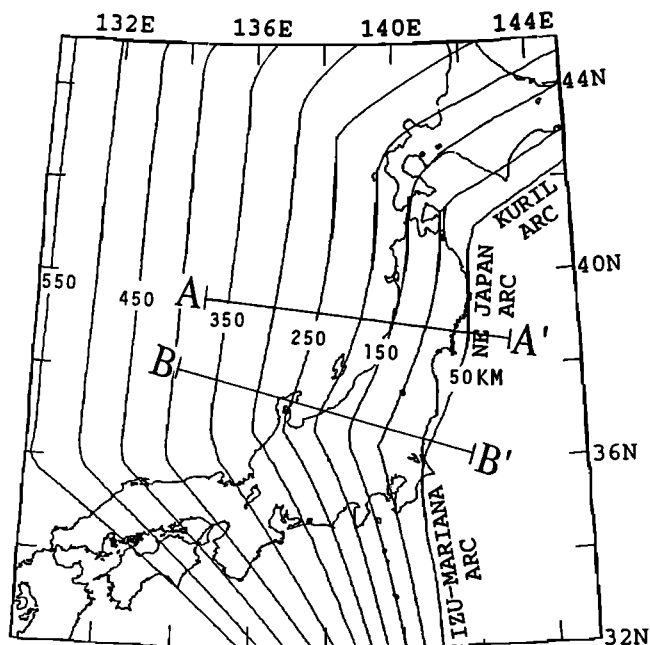 132E 136E 140E 144E
44N
KURIL
ARC
40N
550
450
A
350
250
150
NE JAPAN
ARC
A'
B
50KM
B'
36N
IZU-MARIANA
ARC
32N